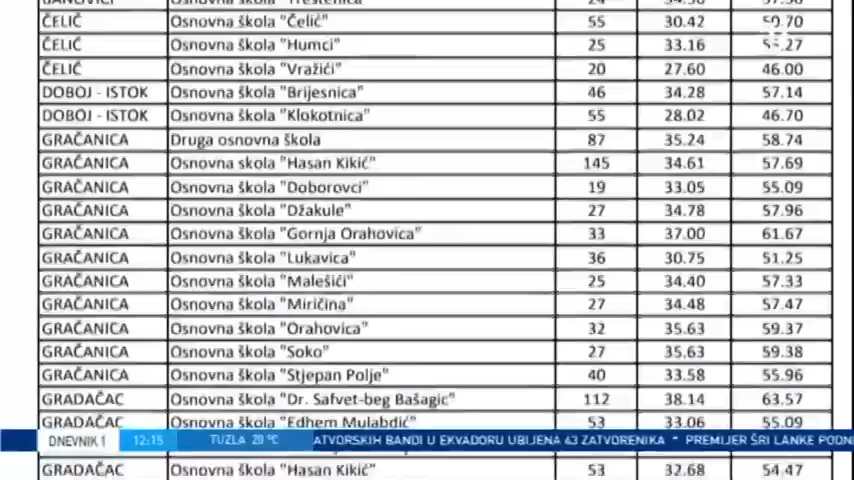 ČELIĆ Osnovna škola "Čelić" 55 30.42 50.70
ČELIĆ Osnovna škola "Humci" 25 33.16
ČELIĆ Osnovna škola "Vražići" 20 27.60 46.00
DOBOJ - ISTOK Osnovna škola "Brijesnica" 46 34.28 57.14
DOBOJ - ISTOK Osnovna škola "Klokotnica" 55 28.02 46.70
GRAČANICA Druga osnovna škola 87 35.24 58.74
GRAČANICA Osnovna skola "Hasan Kikić" 145 34.61 57.69
GRAČANICA Osnovna škola "Doborovci" 19 33.05 55.09
GRAČANICA Osnovna škola "Džakule" 27 34.78 57.96
GRAČANICA Osnovna škola "Gornja Orahovica" 33 37.00 61.67
GRAČANICA Osnovna škola "Lukavica" 36 30.75 51.25
GRAČANICA Osnovna škola "Malešići" 25 34.40 57.33
GRAČANICA Osnovna škola "Miričina" 27 34.48 57.47
GRAČANICA Osnovna škola "Orahovica" 32 35.63 59.37
GRAČANICA Osnovna škola "Soko" 27 35.63 59.38
GRAČANICA Osnovna škola "Stjepan Polje" 40 33.58 55.96
GRADAČAC Osnovna škola "Dr. Safvet-beg Bašagic" 112 38.14 63.57
GRADAČAC Osnovna škola "Edhem Mulabdić" 53 33.06 55.09
DNEVNIK 1 12:15 TUZLA 20 °C ATVORSKIH BANDI U EKVADORU UBIJENA 63 ZATVORENIKA * PREMIJER ŠRI LANKE PODN
GRADAČAC Osnovna škola "Hasan Kikić" 53 32.68 54.47